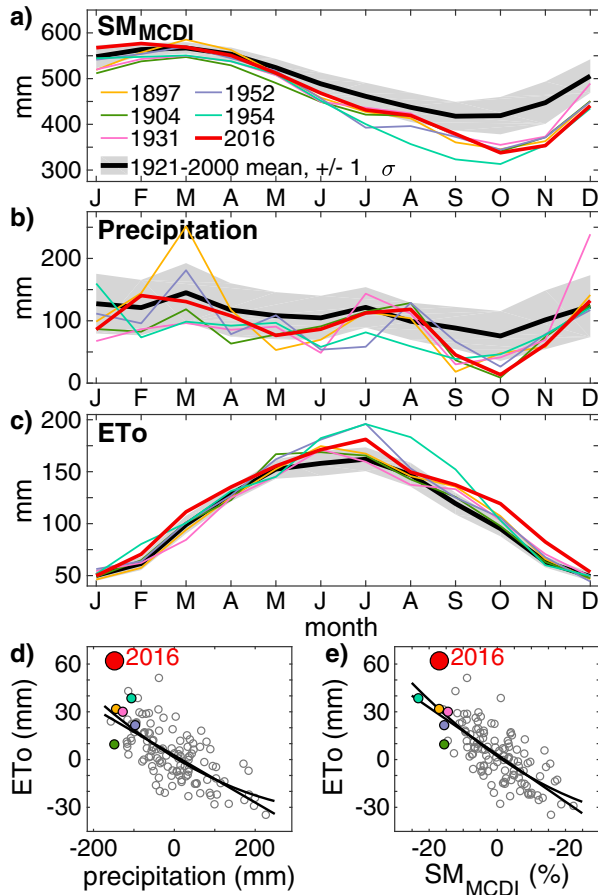 a) SM_MCDI
600
500
400
300
mm
1897 1952
1904 1954
1931 2016
1921-2000 mean, +/- 1 σ
J F M A M J J A S O N D
b) Precipitation
200
100
0
mm
J F M A M J J A S O N D
c) ETo
200
150
100
50
mm
J F M A M J J A S O N D
month
d)
2016
60
30
0
-30
ETo (mm)
-200 0 200
precipitation (mm)
e)
2016
60
30
0
-30
ETo (mm)
-20 0 20
SM_MCDI (%)